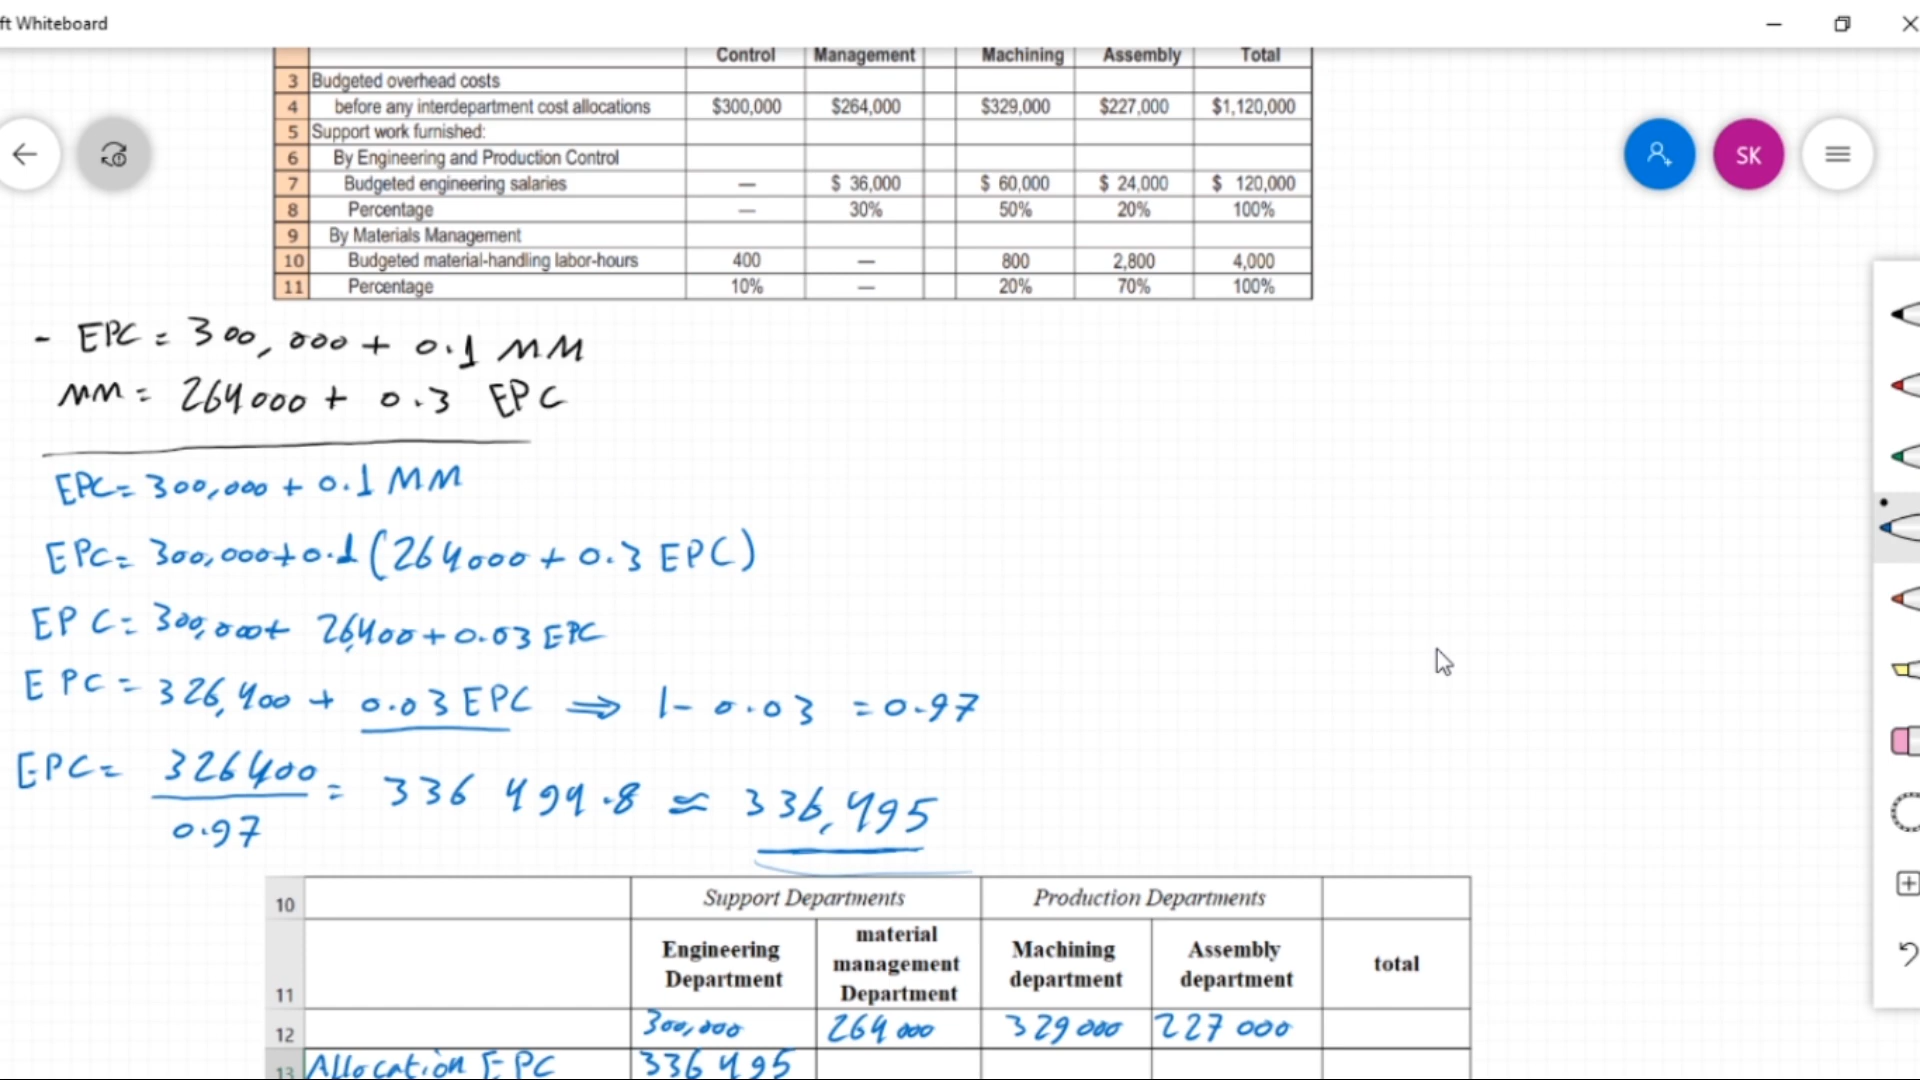 ft Whiteboard
Control Management Machining Assembly Total
3 Budgeted overhead costs
4 before any interdepartment cost allocations $300,000 $264,000 $329,000 $227,000 $1,120,000
5 Support work furnished:
6 By Engineering and Production Control
7 Budgeted engineering salaries — $ 36,000 $ 60,000 $ 24,000 $ 120,000
8 Percentage — 30% 50% 20% 100%
9 By Materials Management
10 Budgeted material-handling labor-hours 400 — 800 2,800 4,000
11 Percentage 10% — 20% 70% 100%
SK
- EPC = 300,000 + 0.1 MM
MM = 264000 + 0.3 EPC
EPC = 300,000 + 0.1 MM
EPC = 300,000 + 0.1 (264000 + 0.3 EPC)
EPC = 300,000 + 26,400 + 0.03 EPC
EPC = 326,400 + 0.03 EPC ⇒ 1 - 0.03 = 0.97
EPC = 326400 / 0.97 = 336 494.8 ≈ 336,495
10 Support Departments Production Departments
11 Engineering Department material management Department Machining department Assembly department total
12 300,000 264 000 329 000 227 000
13 Allocation EPC 336 495